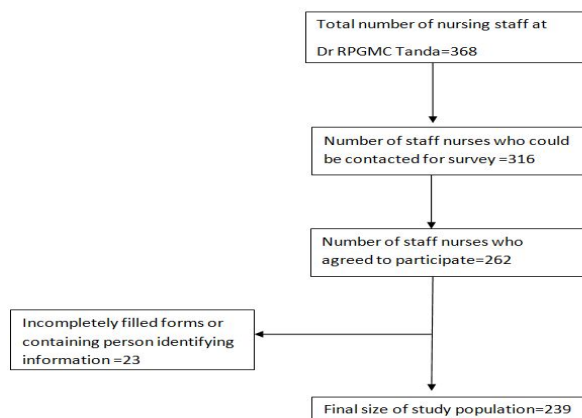 Total number of nursing staff at
Dr RPGMC Tanda=368
Number of staff nurses who could
be contacted for survey =316
Number of staff nurses who
agreed to participate=262
Incompletely filled forms or
containing person identifying
information =23
Final size of study population=239